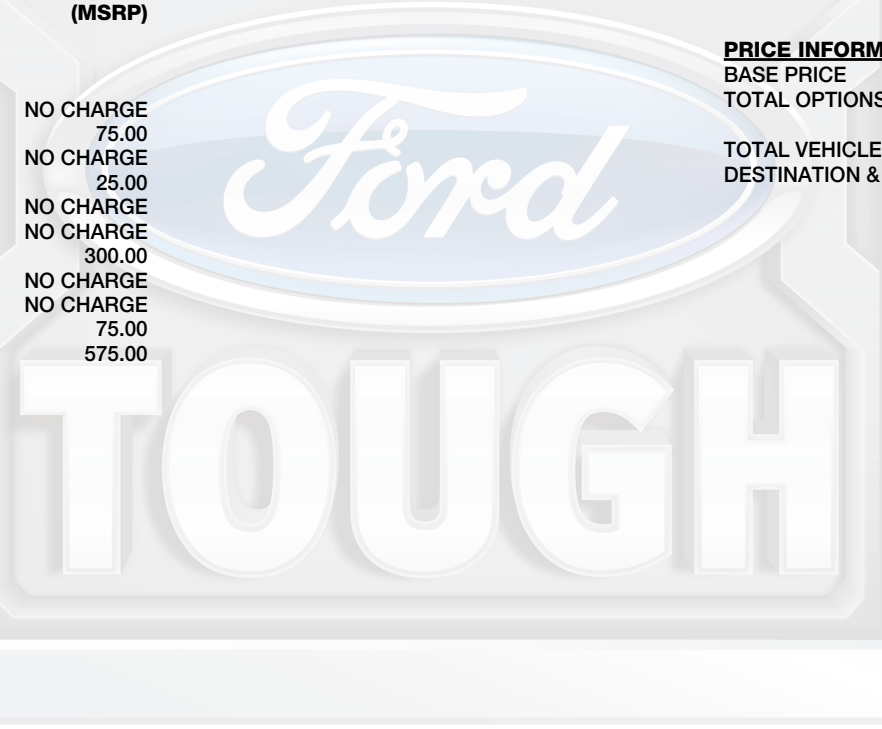 (MSRP)
NO CHARGE
75.00
NO CHARGE
25.00
NO CHARGE
NO CHARGE
300.00
NO CHARGE
NO CHARGE
75.00
575.00
PRICE INFORM
BASE PRICE
TOTAL OPTIONS
TOTAL VEHICLE
DESTINATION &
Ford
TOUGH